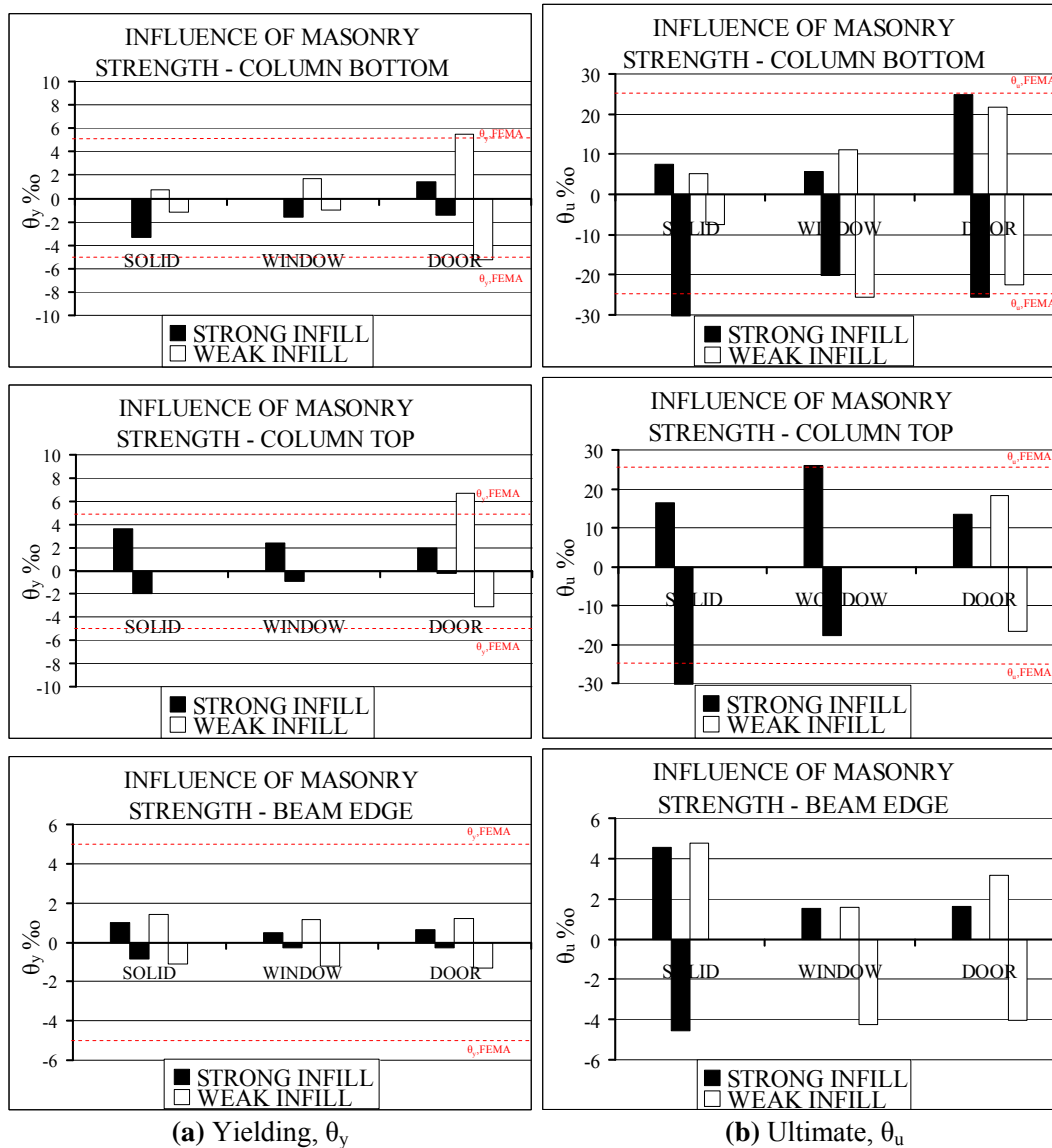 INFLUENCE OF MASONRY
STRENGTH - COLUMN BOTTOM
10
8
6
4
2
0
-2
-4
-6
-8
-10
θy ‰
θy,FEMA
θy,FEMA
SOLID WINDOW DOOR
STRONG INFILL
WEAK INFILL
INFLUENCE OF MASONRY
STRENGTH - COLUMN BOTTOM
30
20
10
0
-10
-20
-30
θu ‰
θu,FEMA
θu,FEMA
SOLID WINDOW DOOR
STRONG INFILL
WEAK INFILL
INFLUENCE OF MASONRY
STRENGTH - COLUMN TOP
10
8
6
4
2
0
-2
-4
-6
-8
-10
θy ‰
θy,FEMA
θy,FEMA
SOLID WINDOW DOOR
STRONG INFILL
WEAK INFILL
INFLUENCE OF MASONRY
STRENGTH - COLUMN TOP
30
20
10
0
-10
-20
-30
θu ‰
θu,FEMA
θu,FEMA
SOLID WINDOW DOOR
STRONG INFILL
WEAK INFILL
INFLUENCE OF MASONRY
STRENGTH - BEAM EDGE
6
4
2
0
-2
-4
-6
θy ‰
θy,FEMA
θy,FEMA
SOLID WINDOW DOOR
STRONG INFILL
WEAK INFILL
INFLUENCE OF MASONRY
STRENGTH - BEAM EDGE
6
4
2
0
-2
-4
-6
θu ‰
SOLID WINDOW DOOR
STRONG INFILL
WEAK INFILL
(a) Yielding, θy
(b) Ultimate, θu